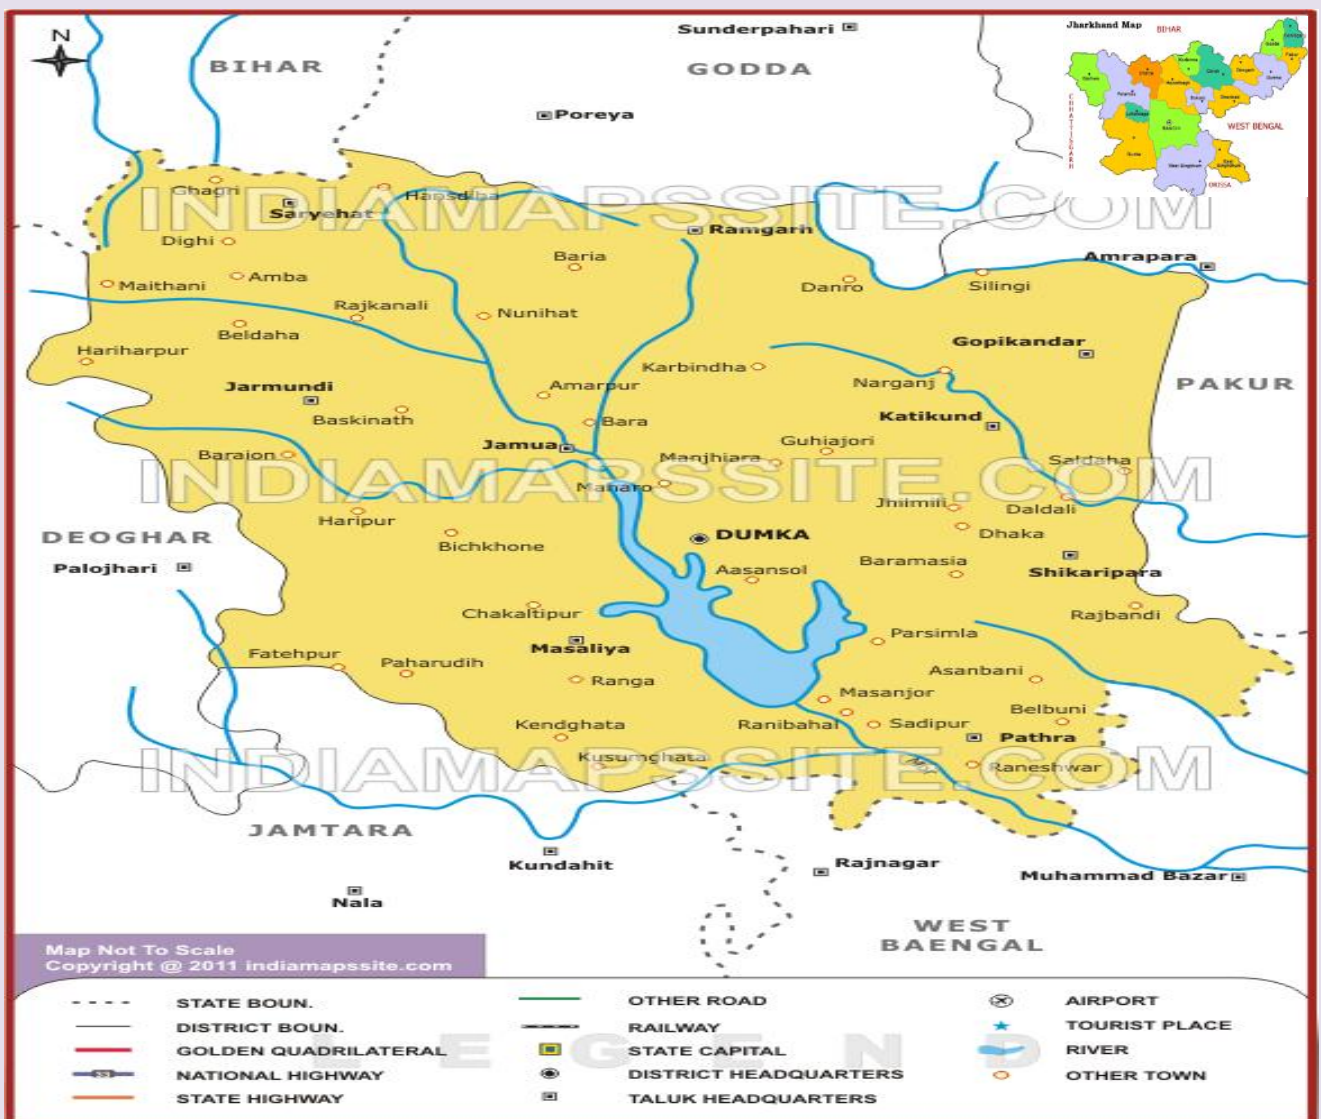 N
BIHAR
Sunderpahari
GODDA
Poreya
Jharkhand Map
BIHAR
CHHATTISGARH
WEST BENGAL
ORISSA
INDIAMAPSSITE.COM
Ghagri
Saryehat
Hansdiha
Ramgarh
Dighi
Amba
Maithani
Baria
Danro
Silingi
Amrapara
Rajkanali
Nunihat
Beldaha
Hariharpur
Gopikandar
Karbindha
Narganj
PAKUR
Jarmundi
Amarpur
Baskinath
Bara
Katikund
Jamua
Guhiajori
Baraion
Manjhiara
Saldaha
INDIAMAPSSITE.COM
Maharo
Haripur
Jhiimili
Daldali
DEOGHAR
Bichkhone
DUMKA
Dhaka
Palojhari
Aasansol
Baramasia
Shikaripara
Chakaltipur
Rajbandi
Masaliya
Parsimla
Fatehpur
Paharudih
Ranga
Asanbani
Masanjor
Belbuni
Kendghata
Ranibahal
Sadipur
Pathra
Kusumghata
Raneshwar
INDIAMAPSSITE.COM
JAMTARA
Kundahit
Rajnagar
Muhammad Bazar
Nala
WEST
BAENGAL
Map Not To Scale
Copyright @ 2011 indiamapssite.com
LEGEND
STATE BOUN.
DISTRICT BOUN.
GOLDEN QUADRILATERAL
33 NATIONAL HIGHWAY
STATE HIGHWAY
OTHER ROAD
RAILWAY
STATE CAPITAL
DISTRICT HEADQUARTERS
TALUK HEADQUARTERS
AIRPORT
TOURIST PLACE
RIVER
OTHER TOWN